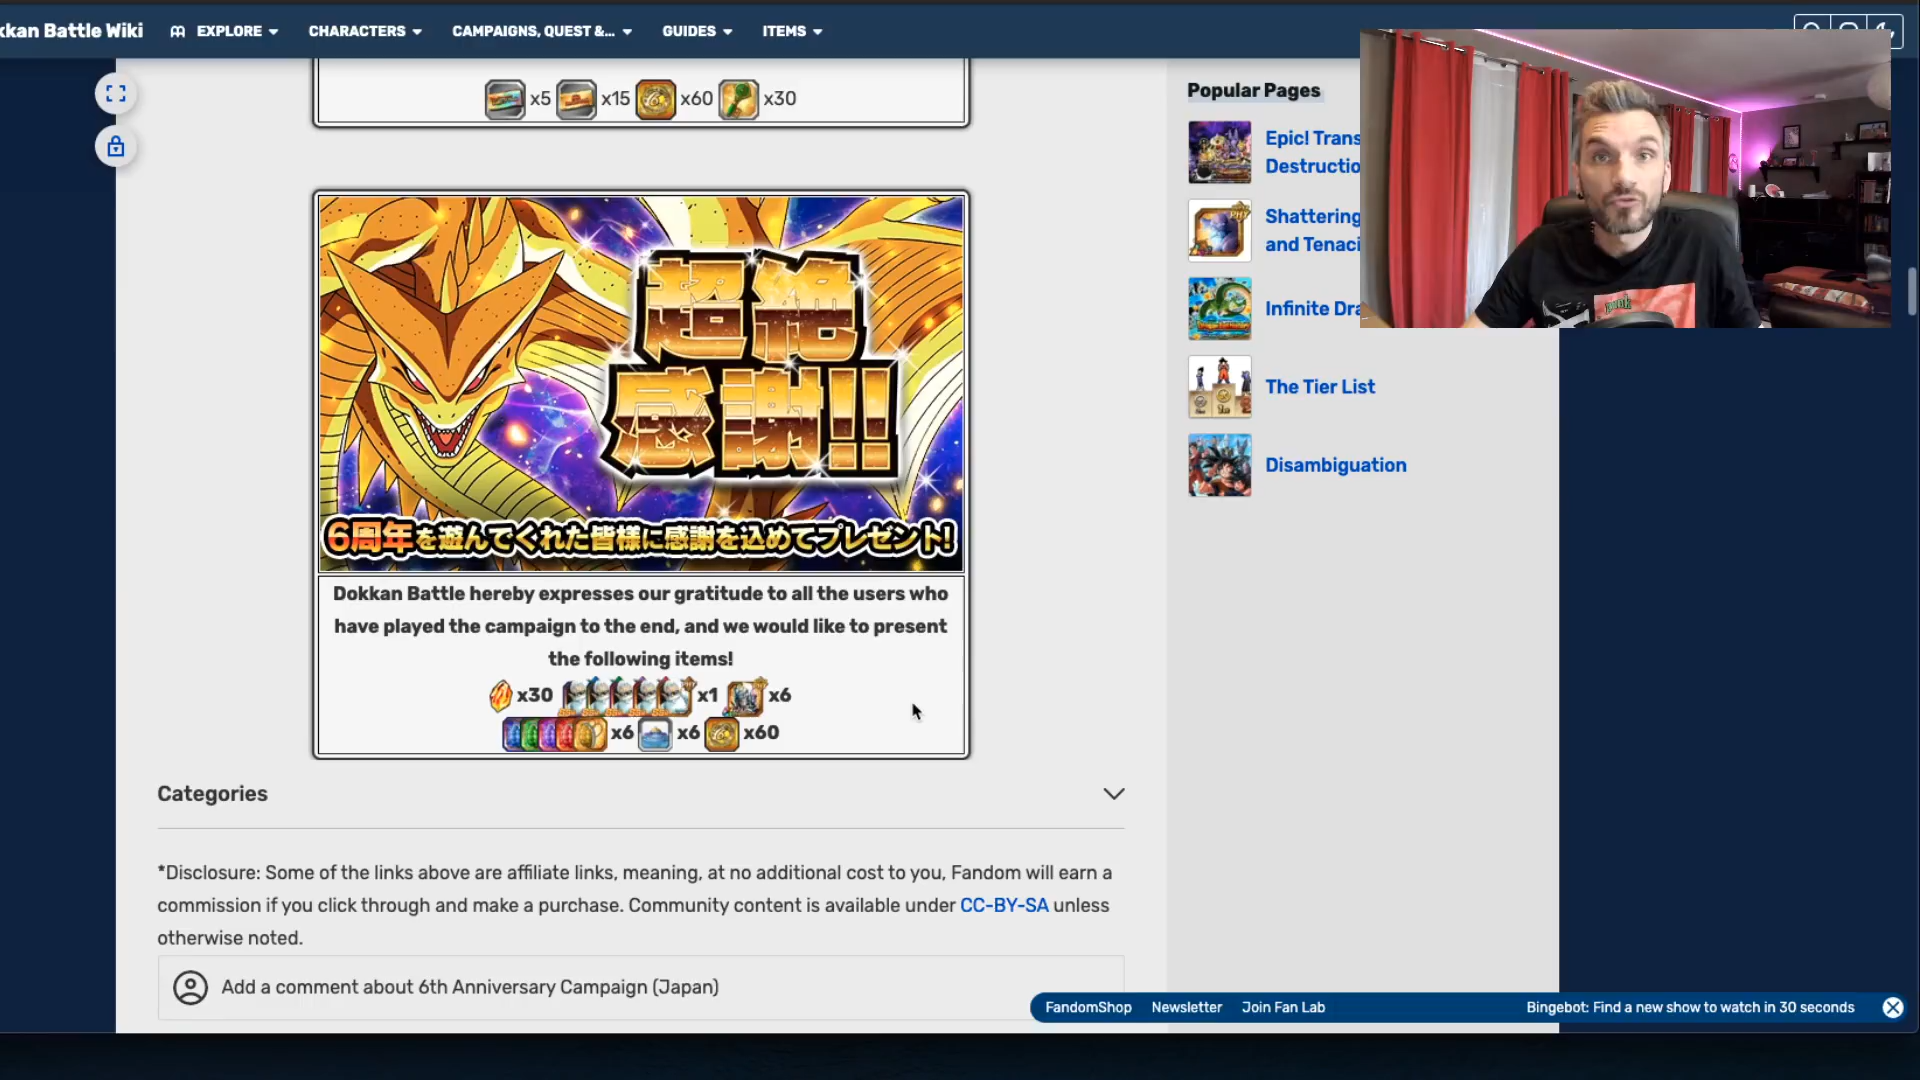 kkan Battle Wiki
EXPLORE
CHARACTERS
CAMPAIGNS, QUEST &...
GUIDES
ITEMS
x5 x15 x60 x30
超絶
感謝!!
6周年を遊んでくれた皆様に感謝を込めてプレゼント!
Dokkan Battle hereby expresses our gratitude to all the users who
have played the campaign to the end, and we would like to present
the following items!
x30 x1 x6
x6 x6 x60
Categories
*Disclosure: Some of the links above are affiliate links, meaning, at no additional cost to you, Fandom will earn a
commission if you click through and make a purchase. Community content is available under CC-BY-SA unless
otherwise noted.
Add a comment about 6th Anniversary Campaign (Japan)
Popular Pages
Epic! Trans
Destructio
Shattering
and Tenaci
Infinite Dra
The Tier List
Disambiguation
FandomShop
Newsletter
Join Fan Lab
Bingebot: Find a new show to watch in 30 seconds